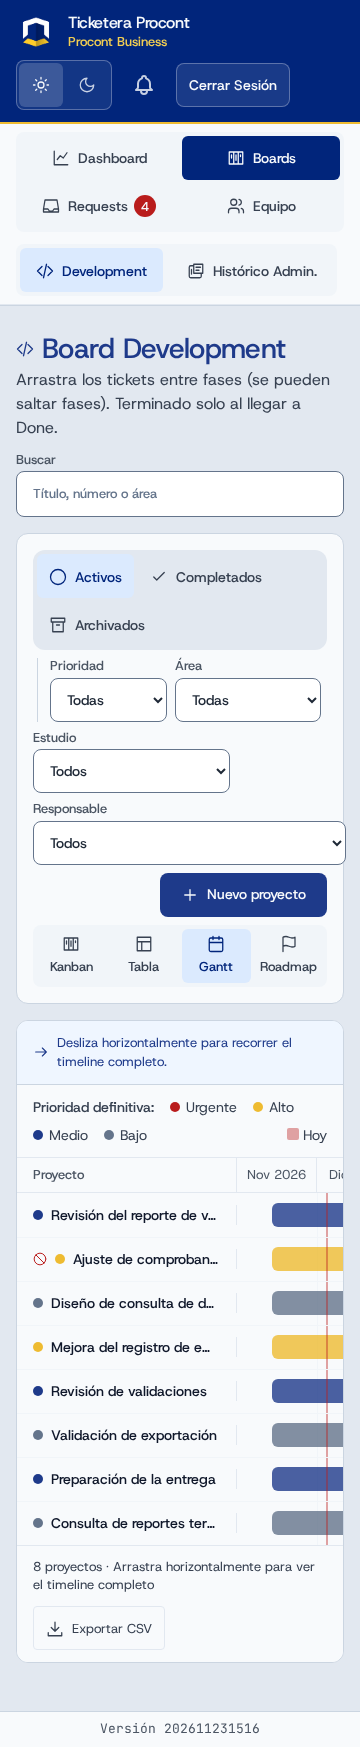 Ticketera Procont
Procont Business
Cerrar Sesión
Dashboard
Boards
Requests 4
Equipo
Development
Histórico Admin.
Board Development
Arrastra los tickets entre fases (se pueden
saltar fases). Terminado solo al llegar a
Done.
Buscar
Título, número o área
Activos
Completados
Archivados
Prioridad
Área
Todas
Todas
Estudio
Todos
Responsable
Todos
Nuevo proyecto
Kanban
Tabla
Gantt
Roadmap
Desliza horizontalmente para recorrer el
timeline completo.
Prioridad definitiva: Urgente Alto
Medio Bajo Hoy
Proyecto Nov 2026
Revisión del reporte de v...
Ajuste de comproban...
Diseño de consulta de d...
Mejora del registro de e...
Revisión de validaciones
Validación de exportación
Preparación de la entrega
Consulta de reportes ter...
8 proyectos · Arrastra horizontalmente para ver
el timeline completo
Exportar CSV
Versión 202611231516